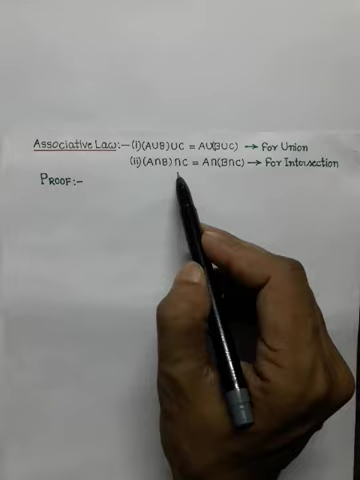 Associative Law:- (i) (A∪B)∪C = A∪(B∪C) → For Union
(ii) (A∩B)∩C = A∩(B∩C) → For Intersection
PROOF:-